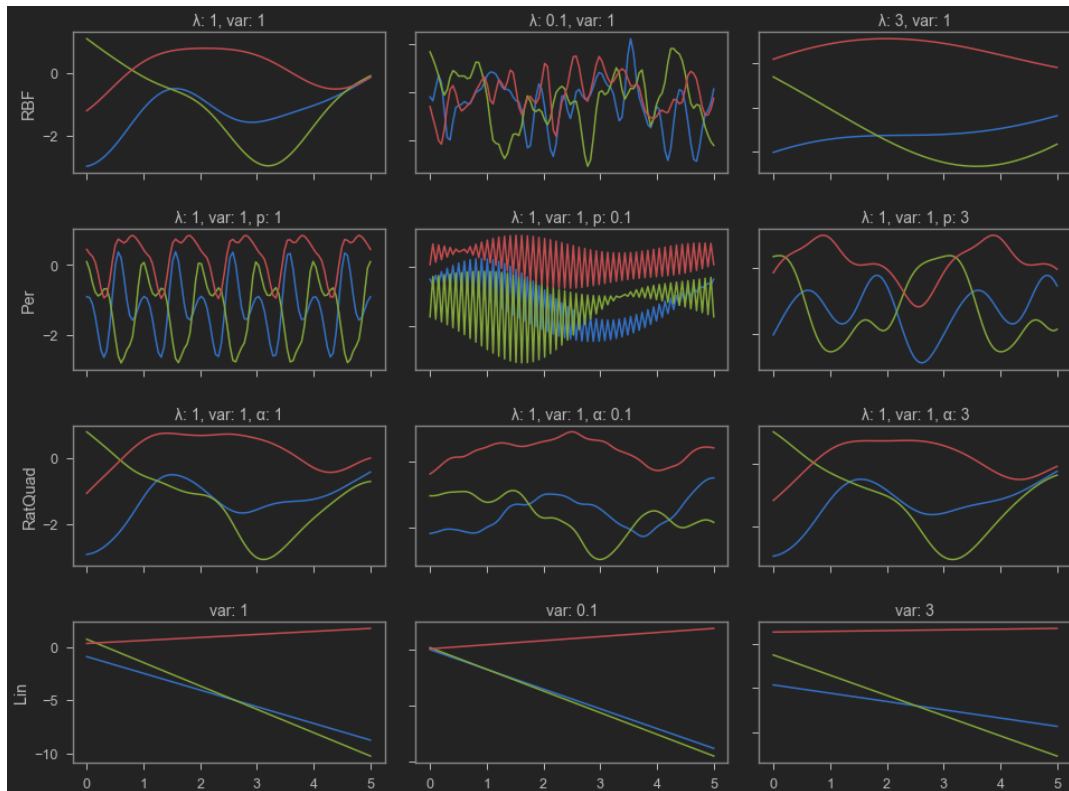 λ: 1, var: 1
λ: 0.1, var: 1
λ: 3, var: 1
RBF
0
−2
λ: 1, var: 1, p: 1
λ: 1, var: 1, p: 0.1
λ: 1, var: 1, p: 3
Per
0
−2
λ: 1, var: 1, α: 1
λ: 1, var: 1, α: 0.1
λ: 1, var: 1, α: 3
RatQuad
0
−2
var: 1
var: 0.1
var: 3
Lin
0
−5
−10
0 1 2 3 4 5
0 1 2 3 4 5
0 1 2 3 4 5